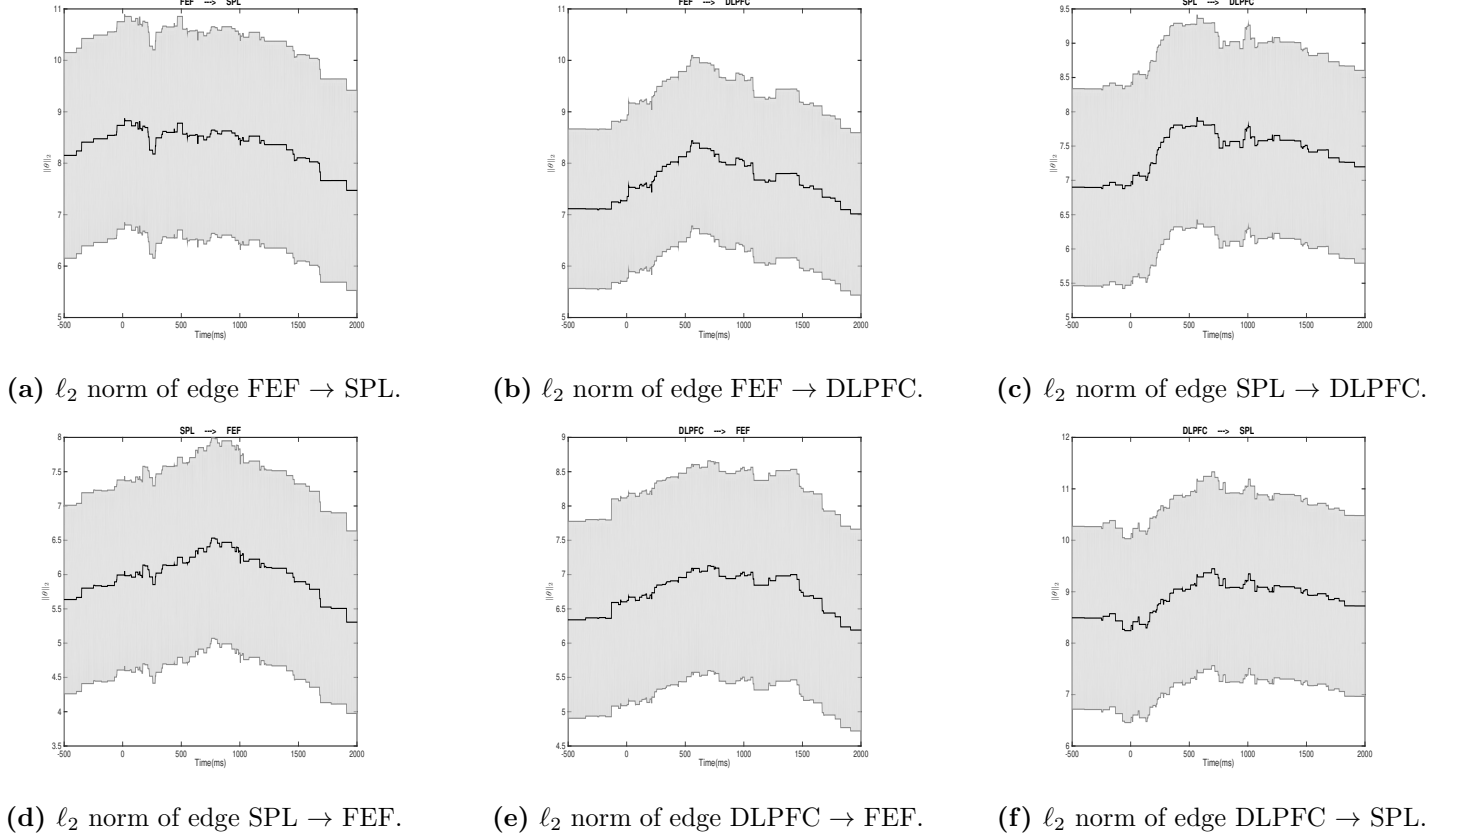 FEF ---> SPL
FEF ---> DLPFC
SPL ---> DLPFC
11
10
9
8
7
6
5
||θ||₂
-500 0 500 1000 1500 2000
Time(ms)
11
10
9
8
7
6
5
||θ||₂
-500 0 500 1000 1500 2000
Time(ms)
9.5
9
8.5
8
7.5
7
6.5
6
5.5
5
||θ||₂
-500 0 500 1000 1500 2000
Time(ms)
(a) ℓ₂ norm of edge FEF → SPL.
(b) ℓ₂ norm of edge FEF → DLPFC.
(c) ℓ₂ norm of edge SPL → DLPFC.
SPL ---> FEF
DLPFC ---> FEF
DLPFC ---> SPL
8
7.5
7
6.5
6
5.5
5
4.5
4
3.5
||θ||₂
-500 0 500 1000 1500 2000
Time(ms)
9
8.5
8
7.5
7
6.5
6
5.5
5
4.5
||θ||₂
-500 0 500 1000 1500 2000
Time(ms)
12
11
10
9
8
7
6
||θ||₂
-500 0 500 1000 1500 2000
Time(ms)
(d) ℓ₂ norm of edge SPL → FEF.
(e) ℓ₂ norm of edge DLPFC → FEF.
(f) ℓ₂ norm of edge DLPFC → SPL.